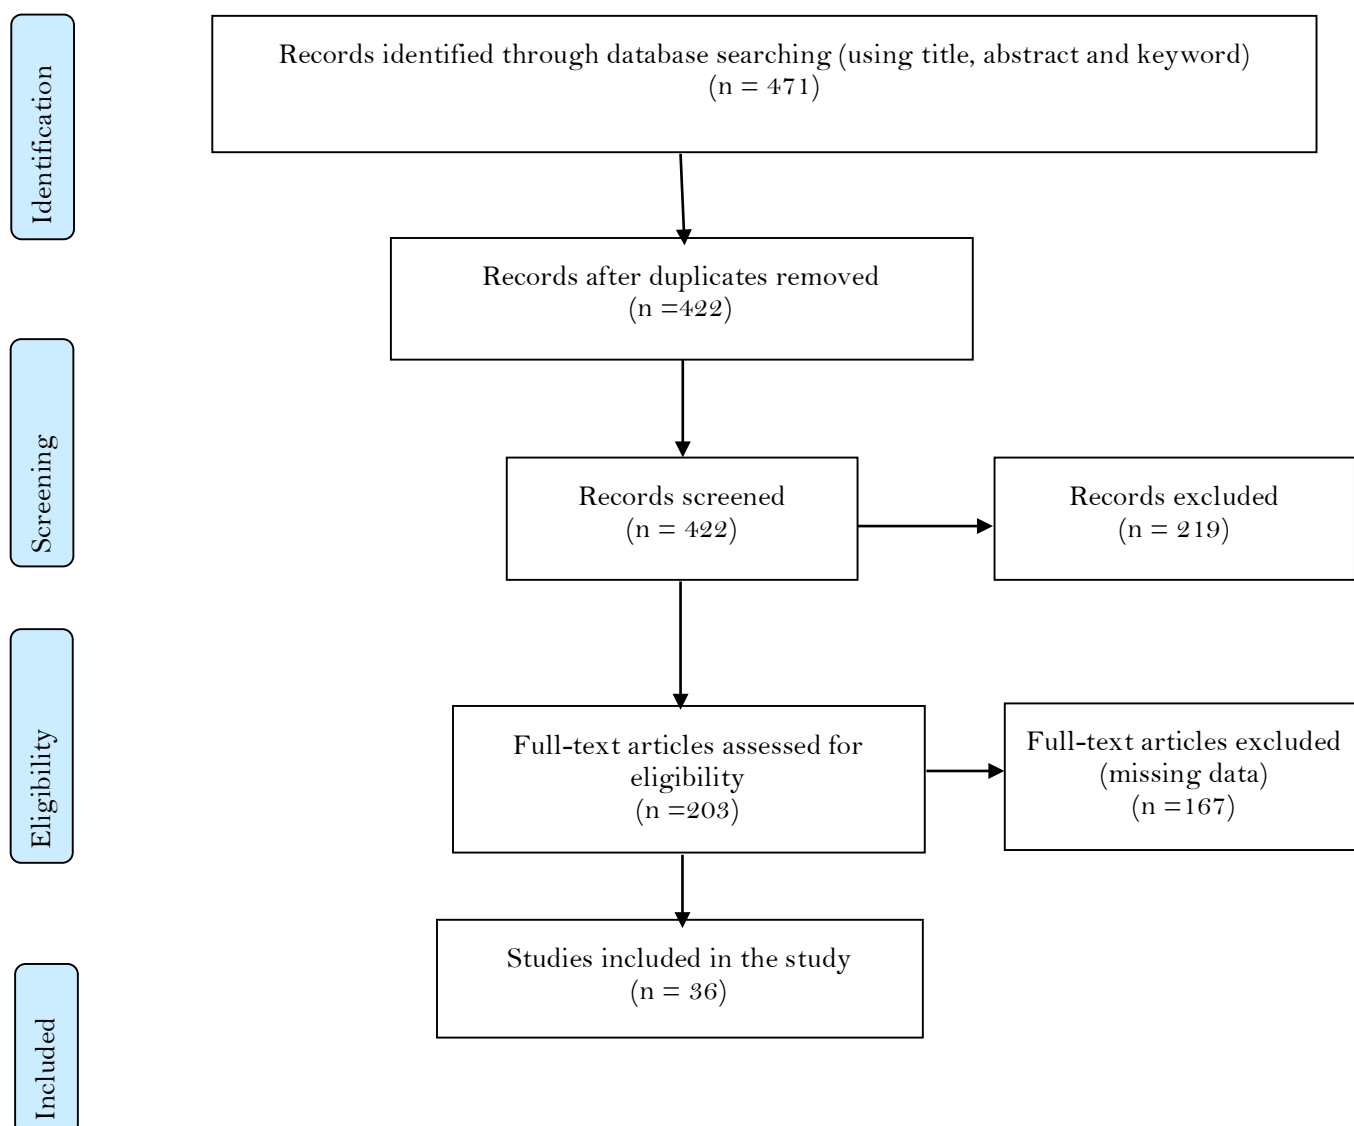 Identification
Records identified through database searching (using title, abstract and keyword)
(n = 471)
Records after duplicates removed
(n =422)
Screening
Records screened
(n = 422)
Records excluded
(n = 219)
Eligibility
Full-text articles assessed for
eligibility
(n =203)
Full-text articles excluded
(missing data)
(n =167)
Included
Studies included in the study
(n = 36)